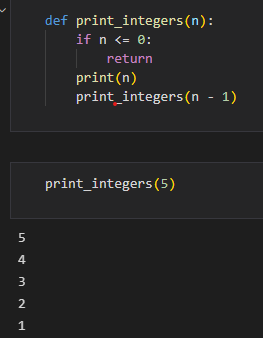 def print_integers(n):
    if n <= 0:
        return
    print(n)
    print_integers(n - 1)
print_integers(5)
5
4
3
2
1